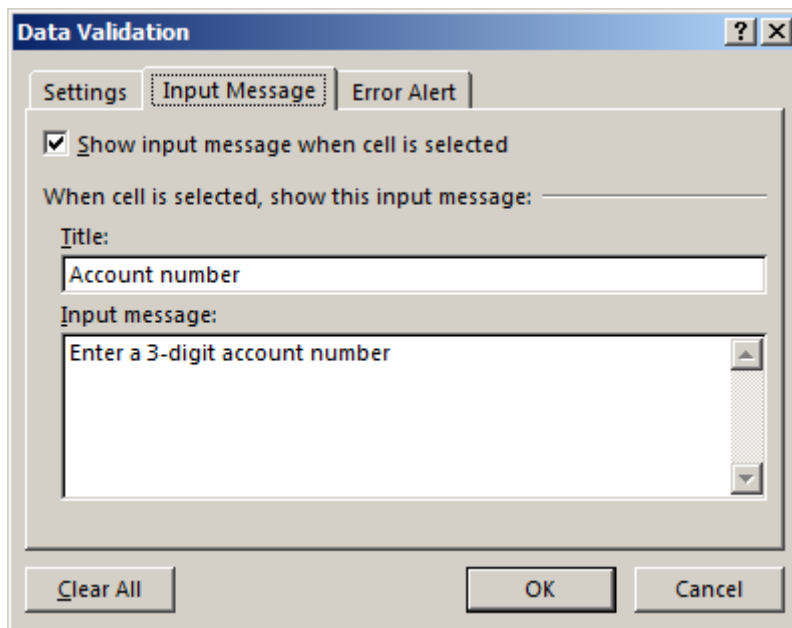 Data Validation
Settings Input Message Error Alert
Show input message when cell is selected
When cell is selected, show this input message:
Title:
Account number
Input message:
Enter a 3-digit account number
Clear All OK Cancel